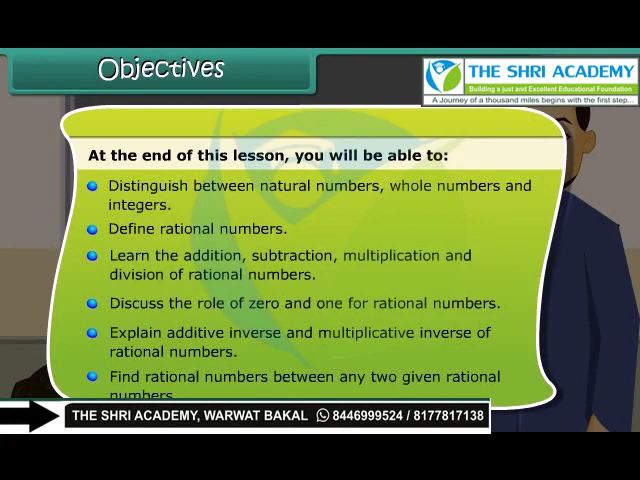 Objectives
THE SHRI ACADEMY
Building a just and Excellent Educational Foundation
A Journey of a thousand miles begins with the first step...
At the end of this lesson, you will be able to:
Distinguish between natural numbers, whole numbers and
integers.
Define rational numbers.
Learn the addition, subtraction, multiplication and
division of rational numbers.
Discuss the role of zero and one for rational numbers.
Explain additive inverse and multiplicative inverse of
rational numbers.
Find rational numbers between any two given rational
numbers.
THE SHRI ACADEMY, WARWAT BAKAL 8446999524 / 8177817138